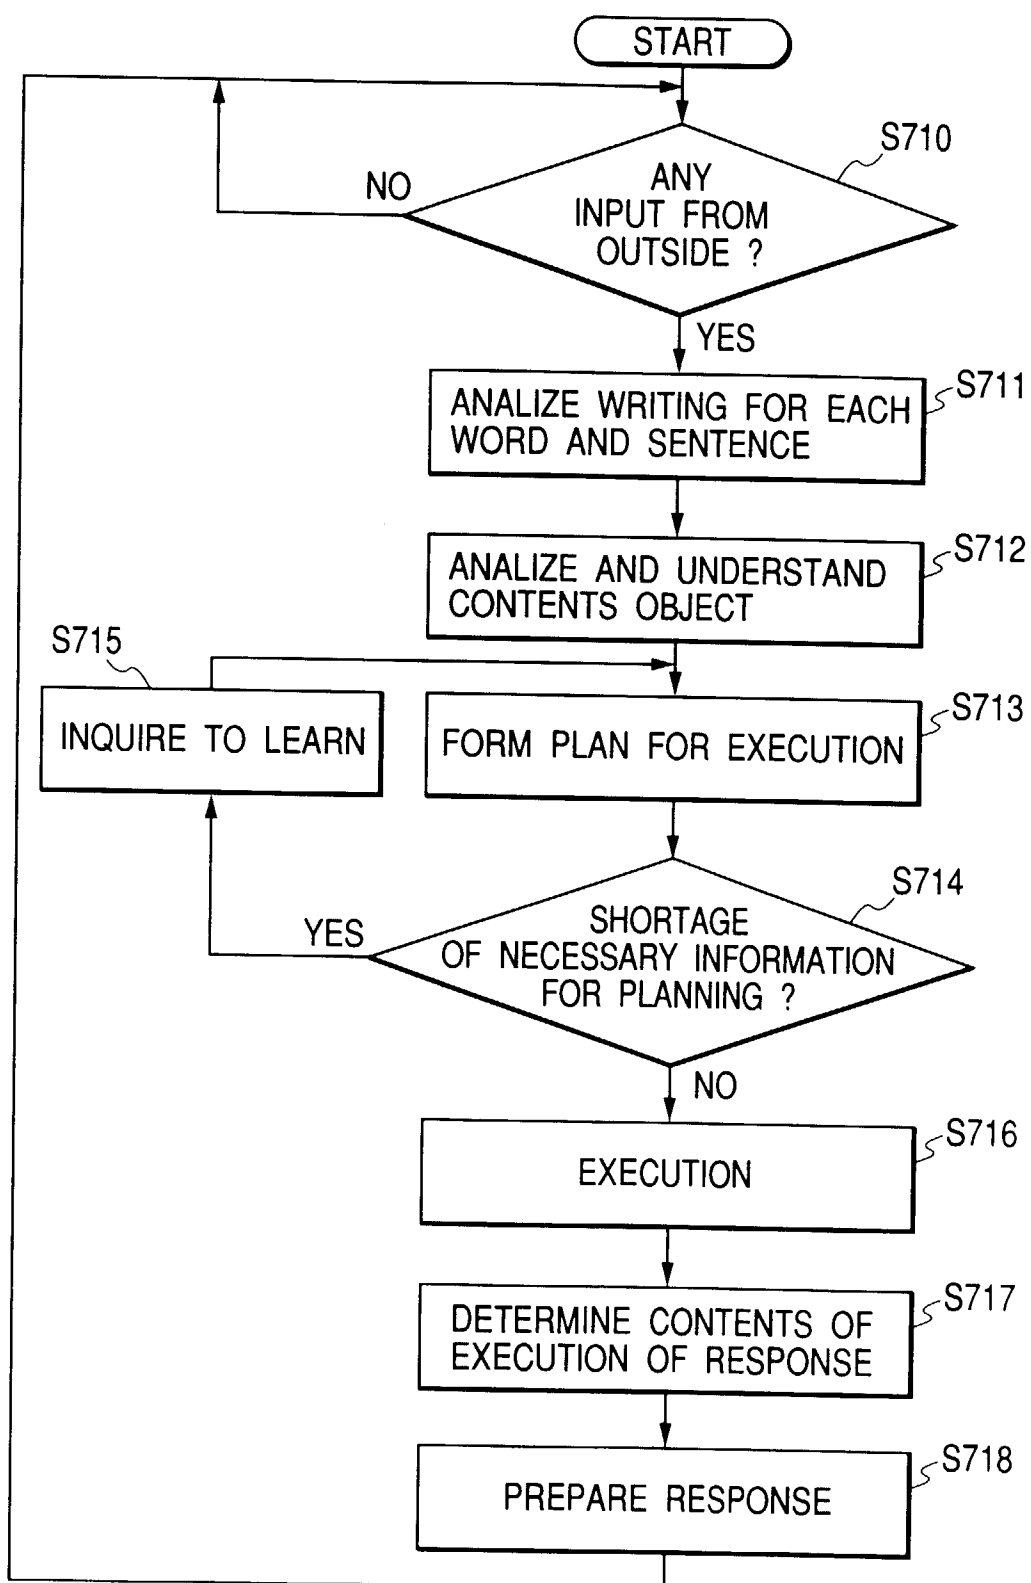 START
S710
NO
ANY
INPUT FROM
OUTSIDE ?
YES
S711
ANALIZE WRITING FOR EACH
WORD AND SENTENCE
S712
ANALIZE AND UNDERSTAND
CONTENTS OBJECT
S715
INQUIRE TO LEARN
S713
FORM PLAN FOR EXECUTION
S714
YES
SHORTAGE
OF NECESSARY INFORMATION
FOR PLANNING ?
NO
S716
EXECUTION
S717
DETERMINE CONTENTS OF
EXECUTION OF RESPONSE
S718
PREPARE RESPONSE